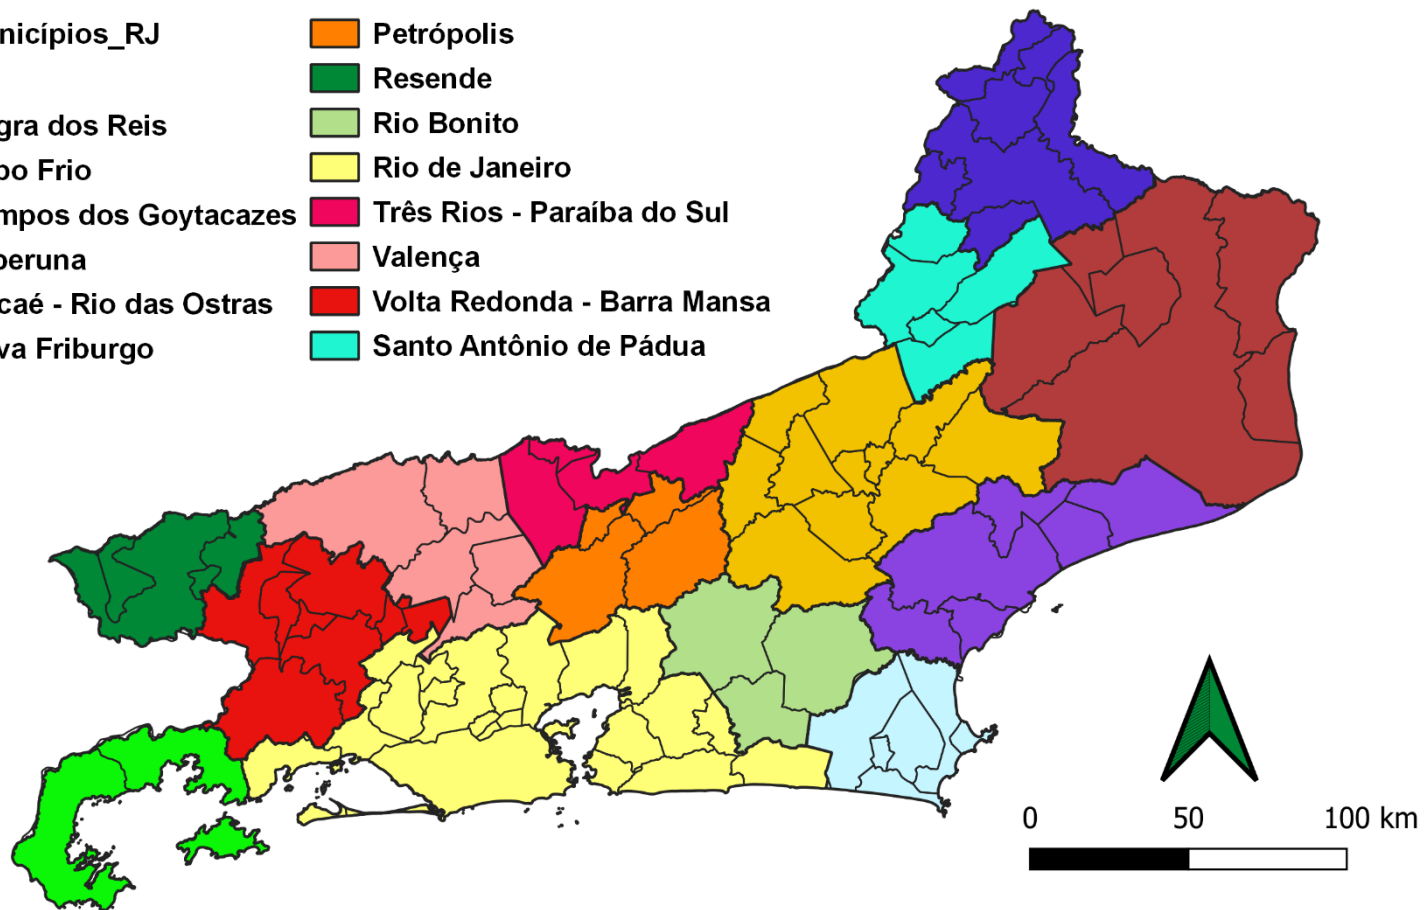 nicípios_RJ
gra dos Reis
bo Frio
mpos dos Goytacazes
peruna
caé - Rio das Ostras
va Friburgo
Petrópolis
Resende
Rio Bonito
Rio de Janeiro
Três Rios - Paraíba do Sul
Valença
Volta Redonda - Barra Mansa
Santo Antônio de Pádua
0 50 100 km